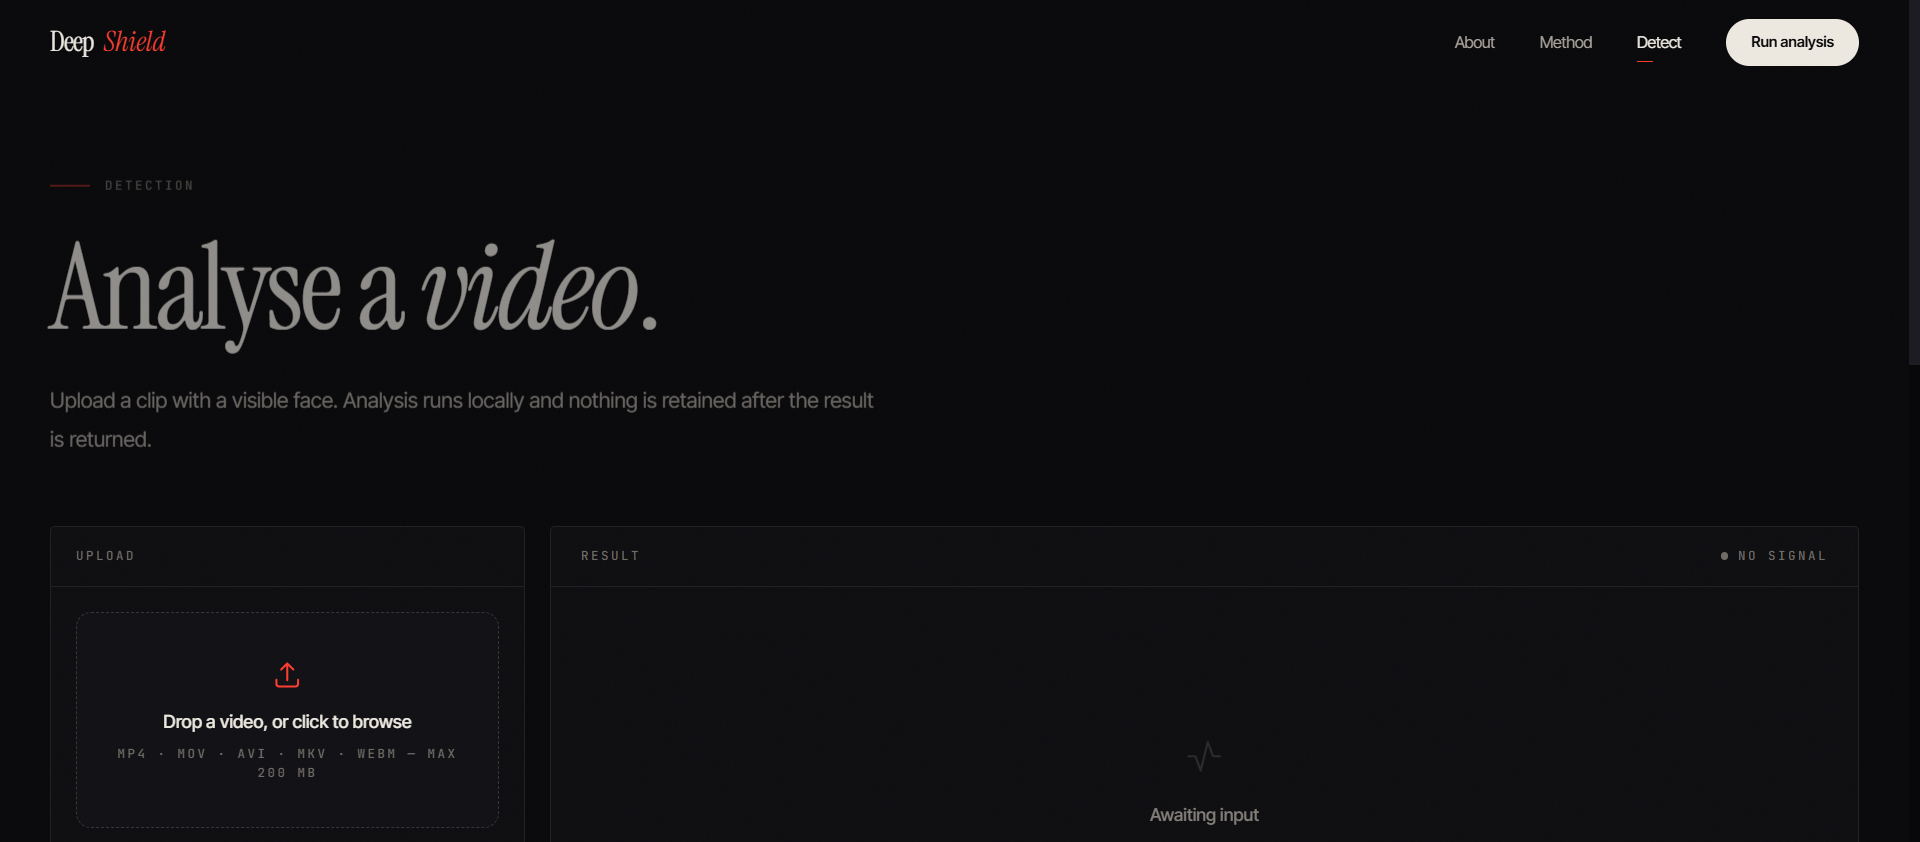 Deep Shield
About
Method
Detect
Run analysis
DETECTION
Analyse a video.
Upload a clip with a visible face. Analysis runs locally and nothing is retained after the result
is returned.
UPLOAD
Drop a video, or click to browse
MP4 · MOV · AVI · MKV · WEBM — MAX
200 MB
RESULT
NO SIGNAL
Awaiting input